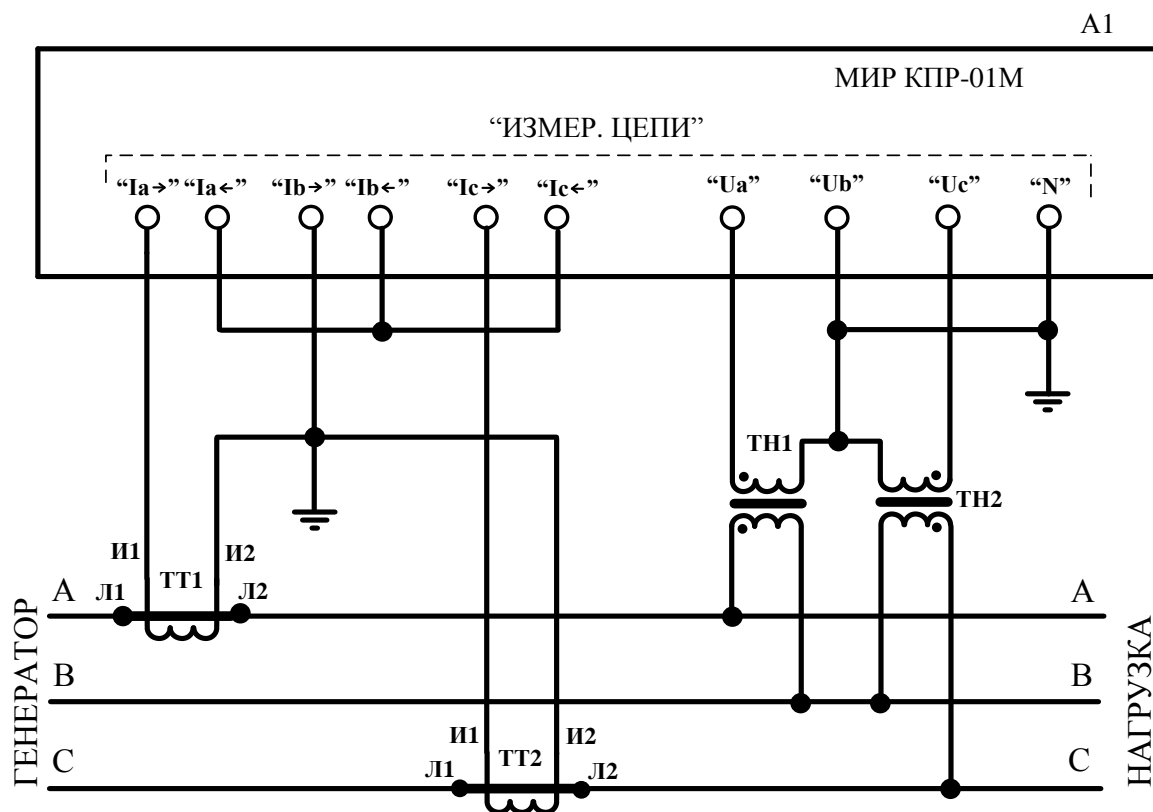 A1
МИР КПР-01М
“ИЗМЕР. ЦЕПИ”
“Ia→” “Ia←” “Ib→” “Ib←” “Ic→” “Ic←” “Ua” “Ub” “Uc” “N”
ТН1
ТН2
И1 И2
Л1 ТТ1 Л2
A A
B B
И1 И2
Л1 ТТ2 Л2
C C
ГЕНЕРАТОР
НАГРУЗКА